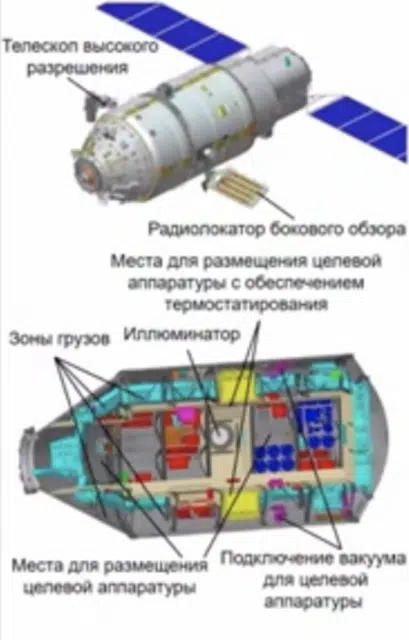 Телескоп высокого
разрешения
Радиолокатор бокового обзора
Места для размещения целевой
аппаратуры с обеспечением
термостатирования
Зоны грузов
Иллюминатор
Места для размещения
целевой аппаратуры
Подключение вакуума
для целевой
аппаратуры